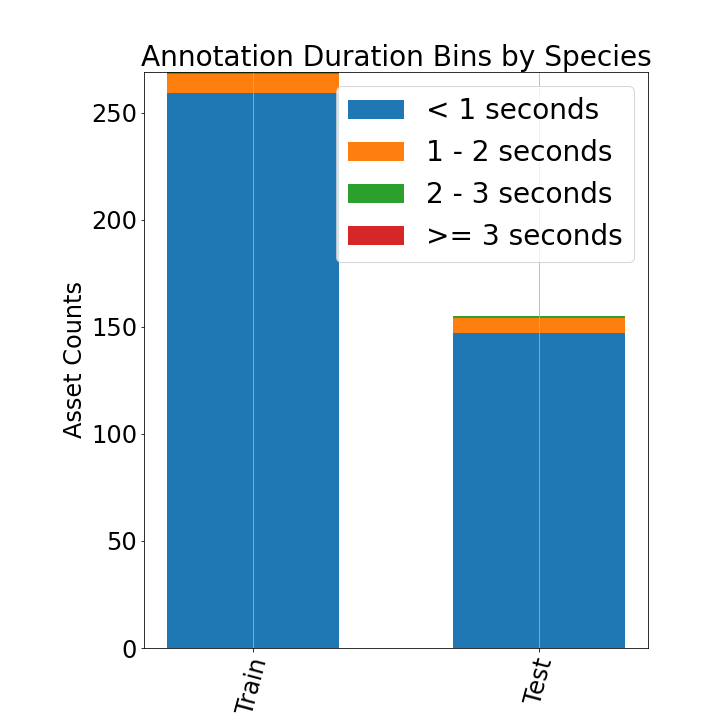 Annotation Duration Bins by Species
< 1 seconds
1 - 2 seconds
2 - 3 seconds
>= 3 seconds
Asset Counts
250
200
150
100
50
0
Train
Test